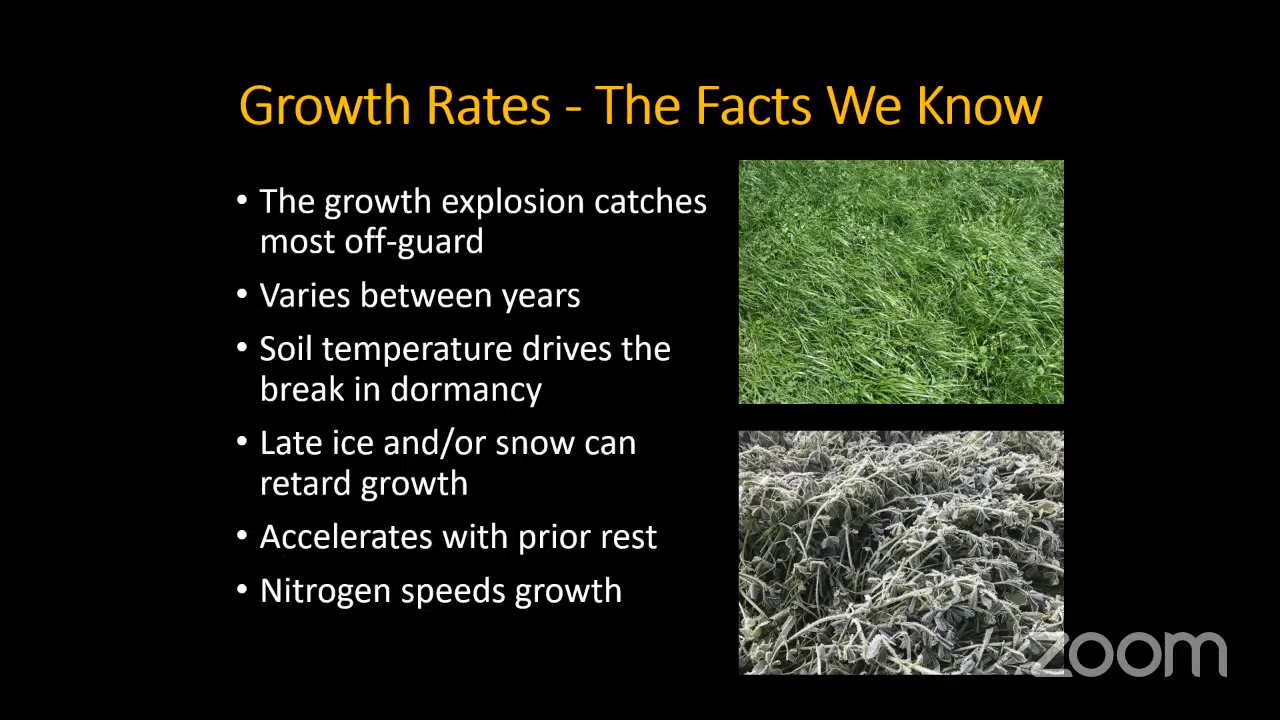 Growth Rates - The Facts We Know
• The growth explosion catches
most off-guard
• Varies between years
• Soil temperature drives the
break in dormancy
• Late ice and/or snow can
retard growth
• Accelerates with prior rest
• Nitrogen speeds growth
zoom